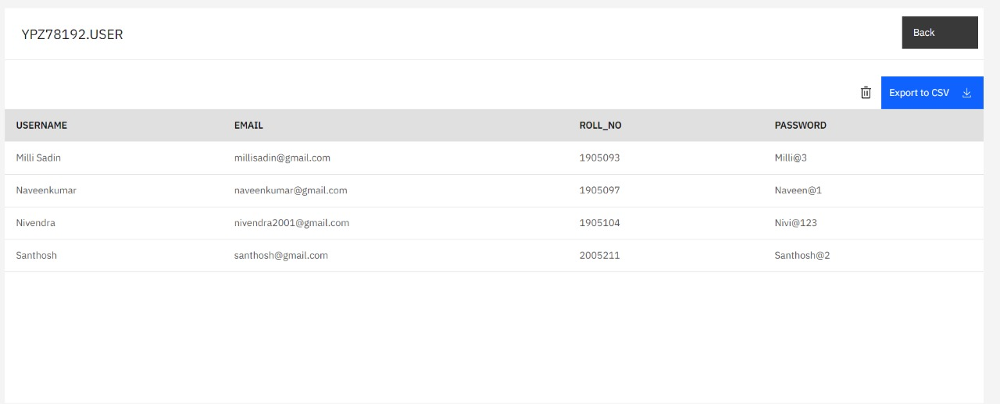 YPZ78192.USER
Back
Export to CSV
USERNAME EMAIL ROLL_NO PASSWORD
Milli Sadin millisadin@gmail.com 1905093 Milli@3
Naveenkumar naveenkumar@gmail.com 1905097 Naveen@1
Nivendra nivendra2001@gmail.com 1905104 Nivi@123
Santhosh santhosh@gmail.com 2005211 Santhosh@2